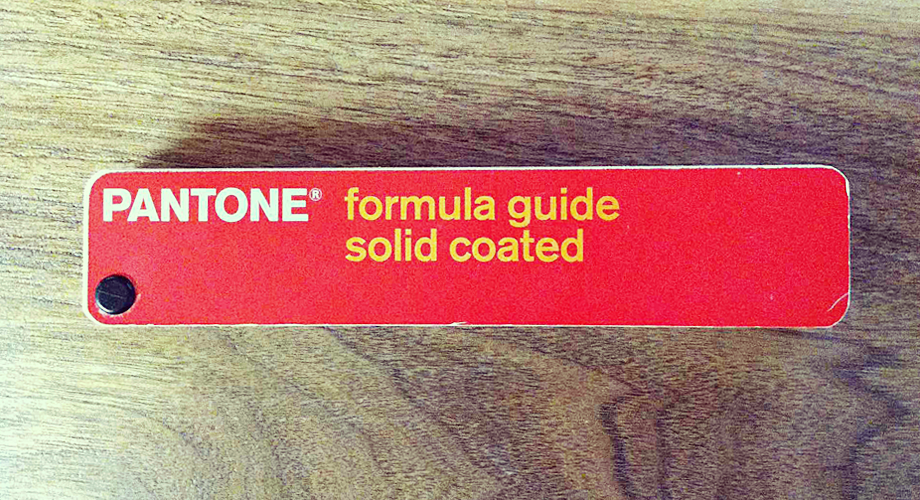 PANTONE® formula guide
solid coated